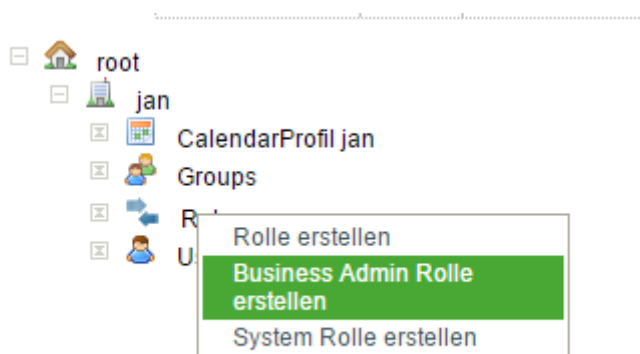 root
jan
CalendarProfil jan
Groups
Rolle erstellen
Business Admin Rolle
erstellen
System Rolle erstellen